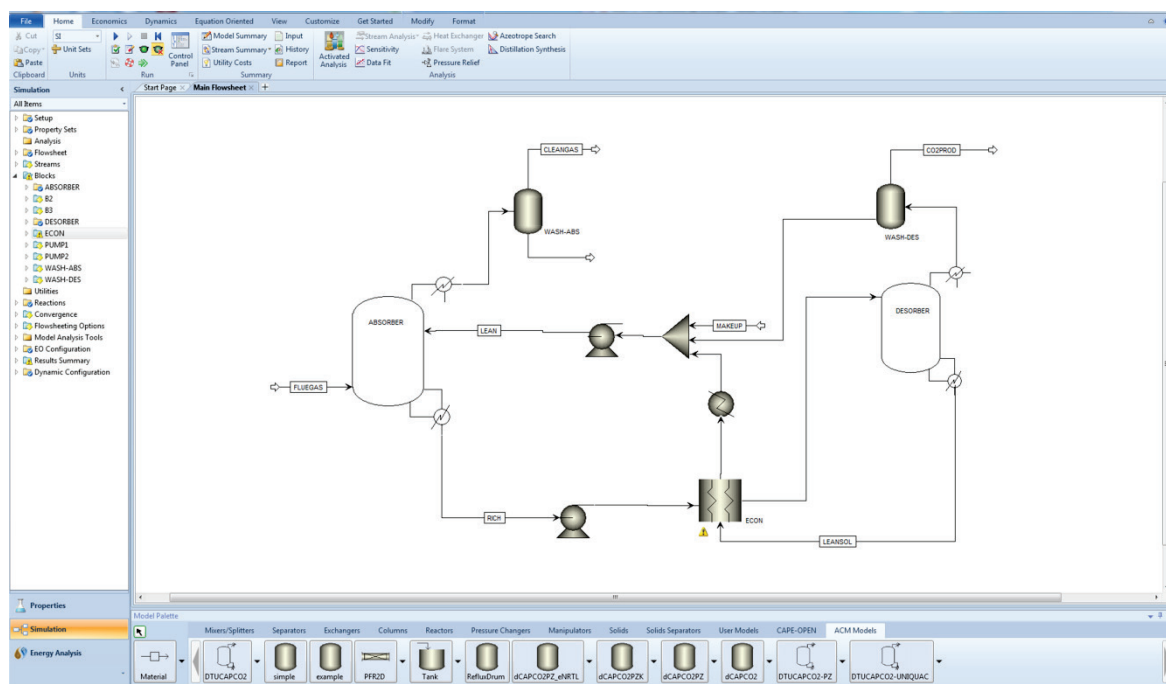 File Home Economics Dynamics Equation Oriented View Customize Get Started Modify Format
Cut SI Model Summary Input Stream Analysis Heat Exchanger Azeotrope Search
Copy Unit Sets Stream Summary History Sensitivity Flare System Distillation Synthesis
Paste Control Panel Utility Costs Report Activated Analysis Data Fit Pressure Relief
Clipboard Units Run Summary Analysis
Simulation Start Page Main Flowsheet
All Items
Setup
Property Sets
Analysis
Flowsheet
Streams
Blocks
ABSORBER
B2
B3
DESORBER
ECON
PUMP1
PUMP2
WASH-ABS
WASH-DES
Utilities
Reactions
Convergence
Flowsheeting Options
Model Analysis Tools
EO Configuration
Results Summary
Dynamic Configuration
CLEANGAS CO2PROD
WASH-ABS WASH-DES
ABSORBER LEAN MAKEUP DESORBER
FLUEGAS
RICH ECON
LEANSOL
Properties
Simulation
Energy Analysis
Model Palette
Mixers/Splitters Separators Exchangers Columns Reactors Pressure Changers Manipulators Solids Solids Separators User Models CAPE-OPEN ACM Models
Material DTUCAPCO2 simple example PFR2D Tank RefluxDrum dCAPCO2PZ_eNRTL dCAPCO2PZK dCAPCO2PZ dCAPCO2 DTUCAPCO2-PZ DTUCAPCO2-UNIQUAC